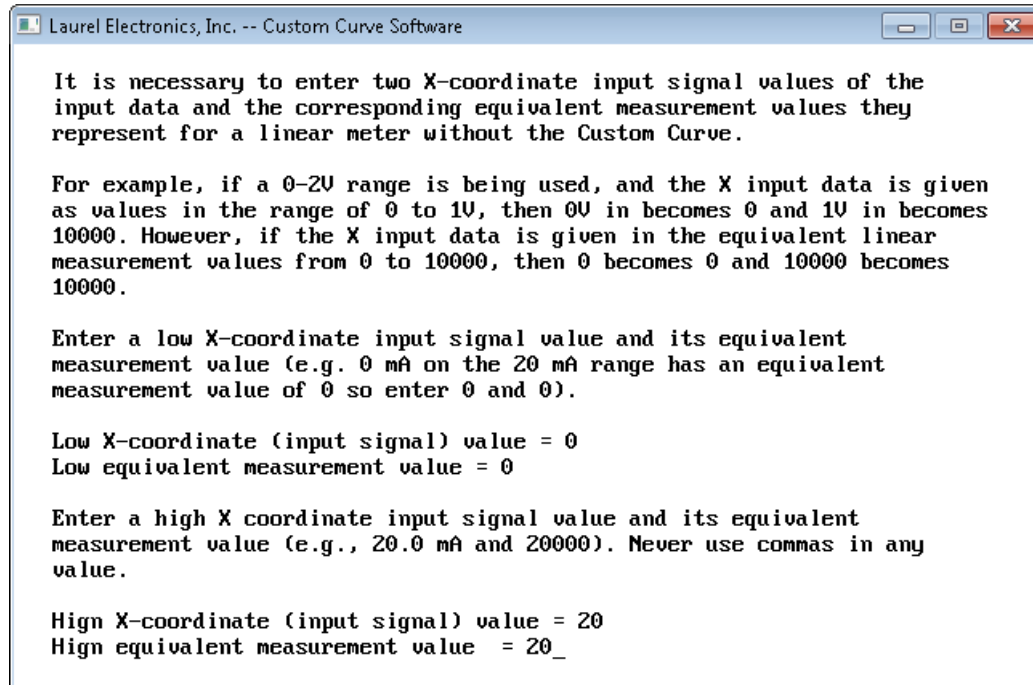 Laurel Electronics, Inc. -- Custom Curve Software
It is necessary to enter two X-coordinate input signal values of the
input data and the corresponding equivalent measurement values they
represent for a linear meter without the Custom Curve.
For example, if a 0-2V range is being used, and the X input data is given
as values in the range of 0 to 1V, then 0V in becomes 0 and 1V in becomes
10000. However, if the X input data is given in the equivalent linear
measurement values from 0 to 10000, then 0 becomes 0 and 10000 becomes
10000.
Enter a low X-coordinate input signal value and its equivalent
measurement value (e.g. 0 mA on the 20 mA range has an equivalent
measurement value of 0 so enter 0 and 0).
Low X-coordinate (input signal) value = 0
Low equivalent measurement value = 0
Enter a high X coordinate input signal value and its equivalent
measurement value (e.g., 20.0 mA and 20000). Never use commas in any
value.
Hign X-coordinate (input signal) value = 20
Hign equivalent measurement value  = 20_